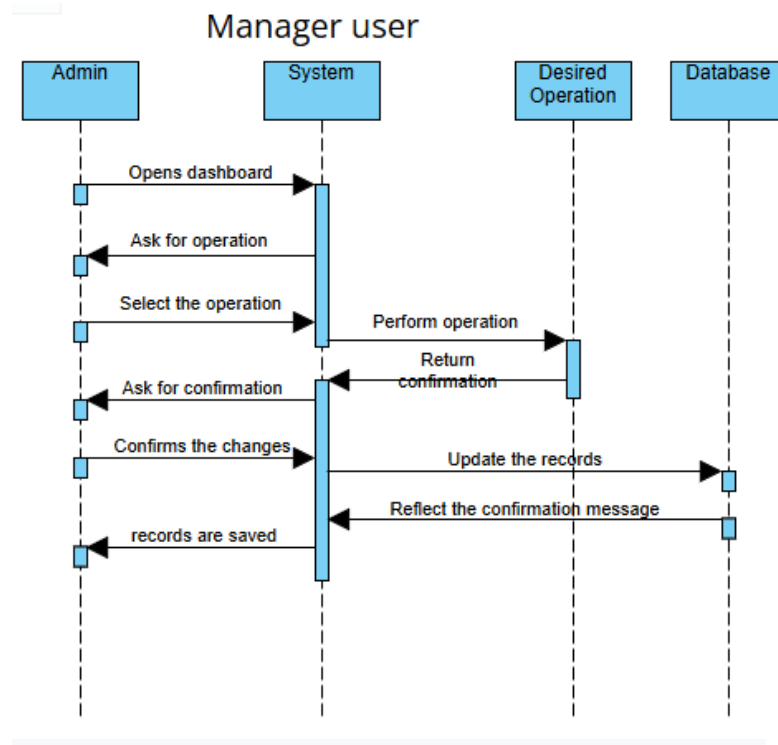 Manager user
Admin
System
Desired
Operation
Database
Opens dashboard
Ask for operation
Select the operation
Perform operation
Return
confirmation
Ask for confirmation
Confirms the changes
Update the records
Reflect the confirmation message
records are saved